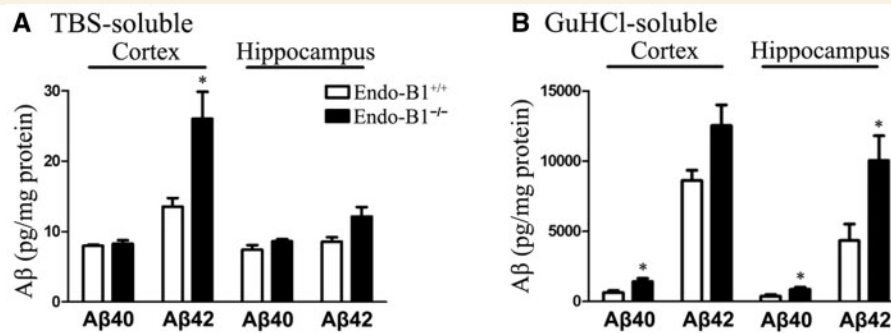 A TBS-soluble
Cortex Hippocampus
*
Endo-B1+/+
Endo-B1−/−
30
20
10
0
Aβ (pg/mg protein)
Aβ40 Aβ42 Aβ40 Aβ42
B GuHCl-soluble
Cortex Hippocampus
15000
10000
5000
0
Aβ (pg/mg protein)
* * *
Aβ40 Aβ42 Aβ40 Aβ42